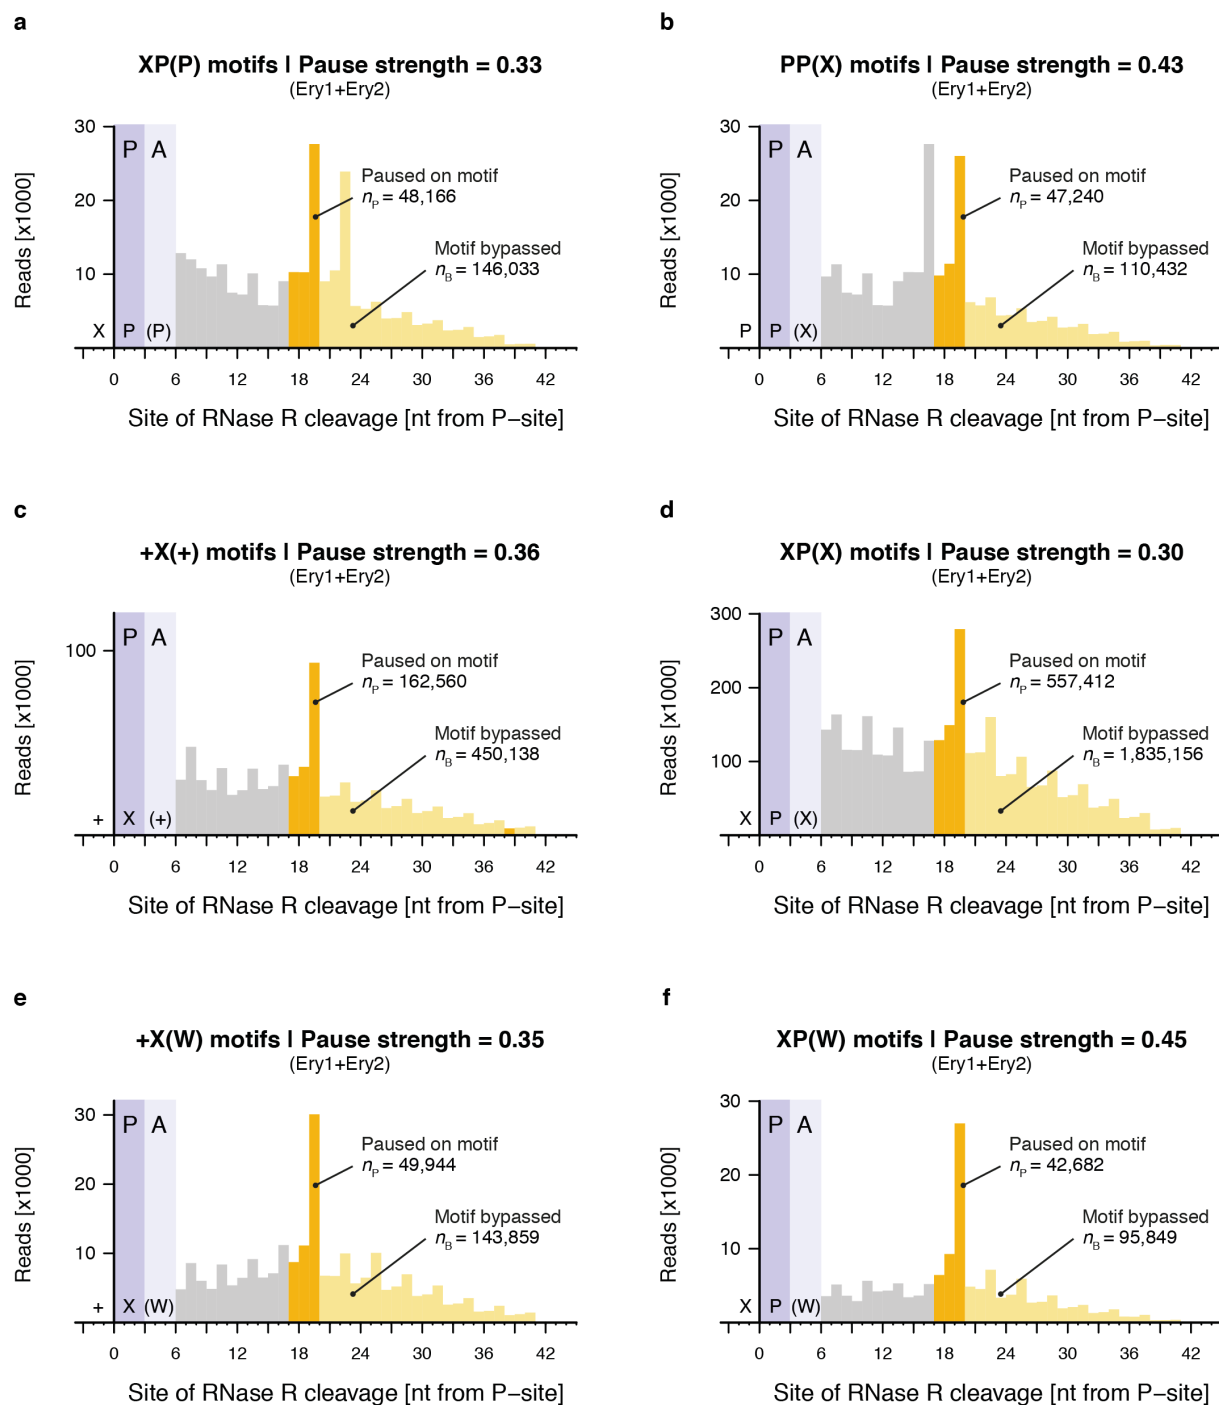 a
XP(P) motifs | Pause strength = 0.33
(Ery1+Ery2)
Reads [x1000]
30
20
10
P A
Paused on motif
nP = 48,166
Motif bypassed
nB = 146,033
X P (P)
0 6 12 18 24 30 36 42
Site of RNase R cleavage [nt from P−site]
b
PP(X) motifs | Pause strength = 0.43
(Ery1+Ery2)
Reads [x1000]
30
20
10
P A
Paused on motif
nP = 47,240
Motif bypassed
nB = 110,432
P P (X)
0 6 12 18 24 30 36 42
Site of RNase R cleavage [nt from P−site]
c
+X(+) motifs | Pause strength = 0.36
(Ery1+Ery2)
Reads [x1000]
100
P A
Paused on motif
nP = 162,560
Motif bypassed
nB = 450,138
+ X (+)
0 6 12 18 24 30 36 42
Site of RNase R cleavage [nt from P−site]
d
XP(X) motifs | Pause strength = 0.30
(Ery1+Ery2)
Reads [x1000]
300
200
100
P A
Paused on motif
nP = 557,412
Motif bypassed
nB = 1,835,156
X P (X)
0 6 12 18 24 30 36 42
Site of RNase R cleavage [nt from P−site]
e
+X(W) motifs | Pause strength = 0.35
(Ery1+Ery2)
Reads [x1000]
30
20
10
P A
Paused on motif
nP = 49,944
Motif bypassed
nB = 143,859
+ X (W)
0 6 12 18 24 30 36 42
Site of RNase R cleavage [nt from P−site]
f
XP(W) motifs | Pause strength = 0.45
(Ery1+Ery2)
Reads [x1000]
30
20
10
P A
Paused on motif
nP = 42,682
Motif bypassed
nB = 95,849
X P (W)
0 6 12 18 24 30 36 42
Site of RNase R cleavage [nt from P−site]